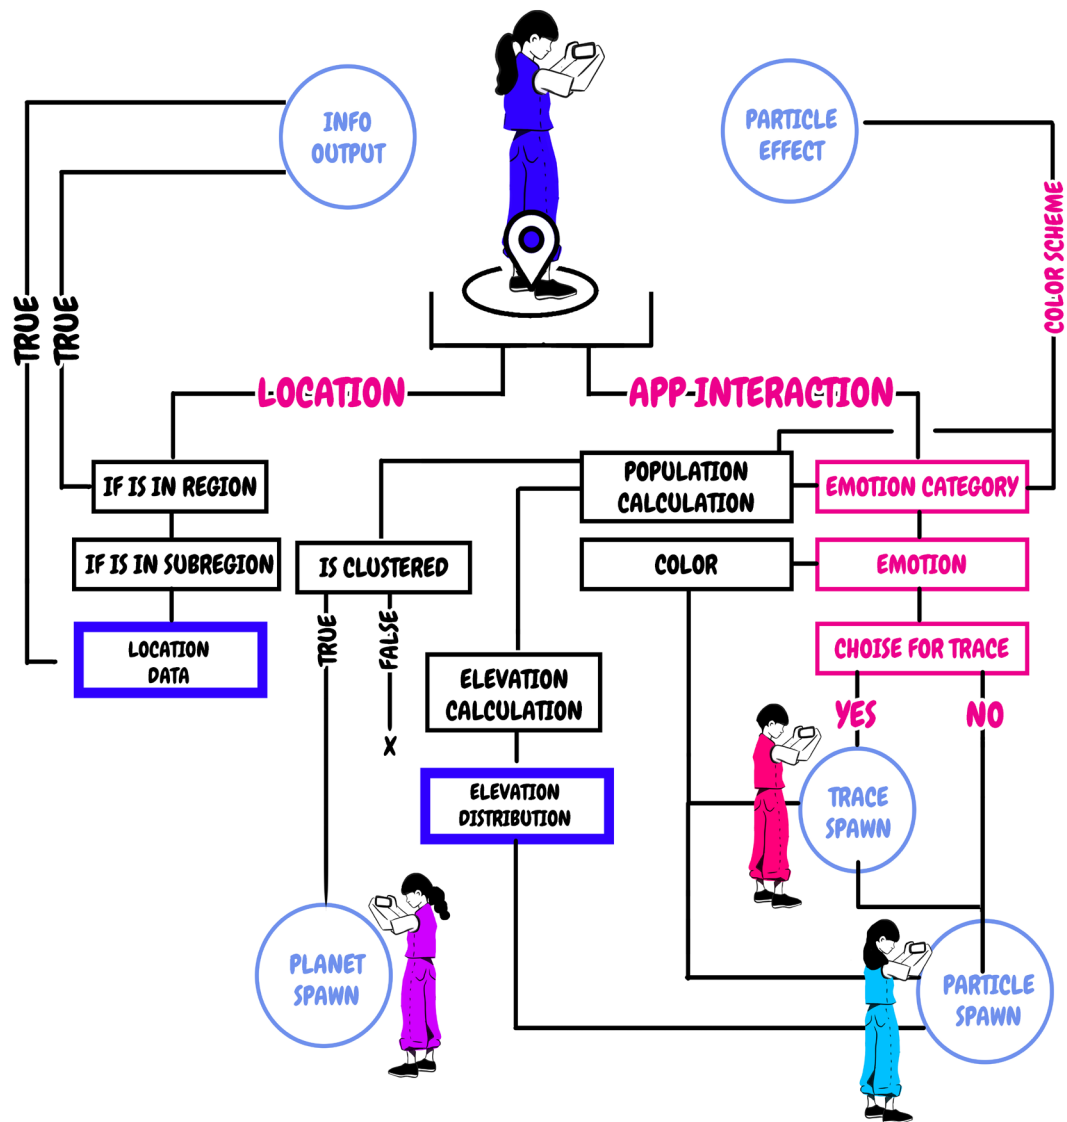 INFO
OUTPUT
PARTICLE
EFFECT
COLOR SCHEME
TRUE
TRUE
LOCATION
APP INTERACTION
IF IS IN REGION
POPULATION
CALCULATION
EMOTION CATEGORY
IF IS IN SUBREGION
IS CLUSTERED
COLOR
EMOTION
LOCATION
DATA
TRUE
FALSE
X
CHOISE FOR TRACE
ELEVATION
CALCULATION
YES
NO
ELEVATION
DISTRIBUTION
TRACE
SPAWN
PLANET
SPAWN
PARTICLE
SPAWN